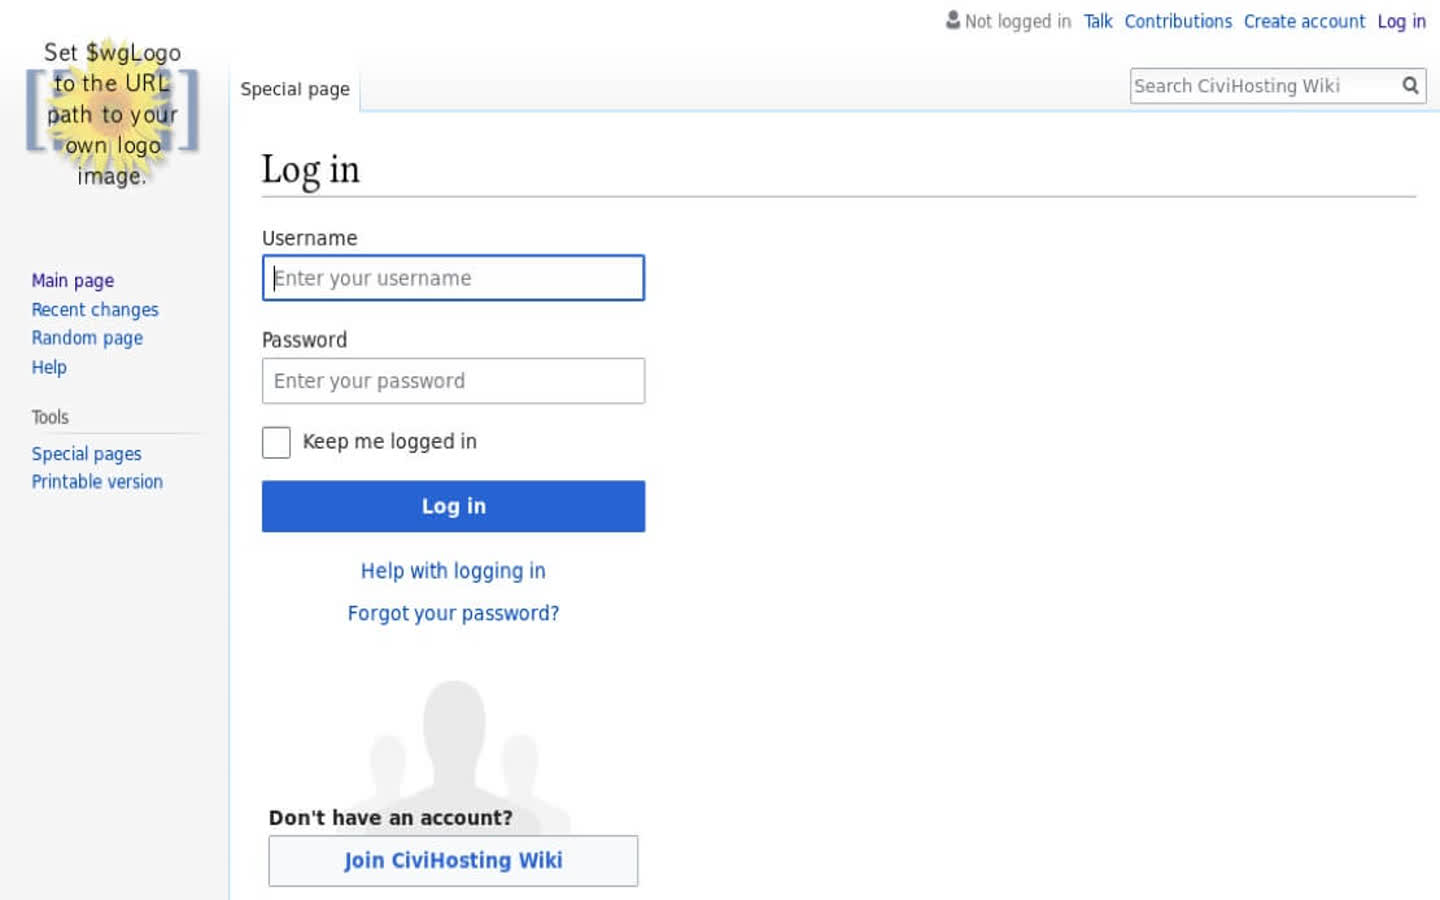 Not logged in Talk Contributions Create account Log in
Set $wgLogo
to the URL
path to your
own logo
image.
Special page
Search CiviHosting Wiki
Log in
Username
Enter your username
Password
Enter your password
Keep me logged in
Log in
Help with logging in
Forgot your password?
Don't have an account?
Join CiviHosting Wiki
Main page
Recent changes
Random page
Help
Tools
Special pages
Printable version